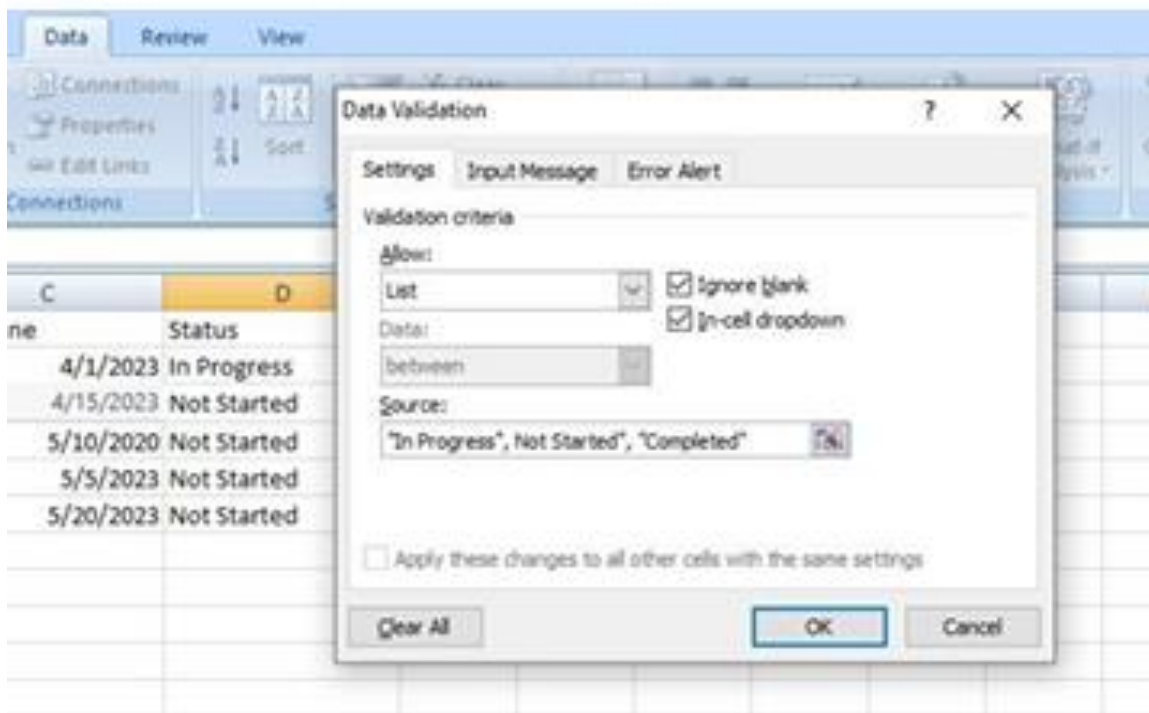 Data Review View
Connections
Properties
Edit Links
Sort
Connections
Data Validation ? X
Settings Input Message Error Alert
Validation criteria
Allow:
List
Ignore blank
In-cell dropdown
Data:
between
Source:
"In Progress", Not Started", "Completed"
Apply these changes to all other cells with the same settings
Clear All OK Cancel
C D
ne Status
4/1/2023 In Progress
4/15/2023 Not Started
5/10/2020 Not Started
5/5/2023 Not Started
5/20/2023 Not Started